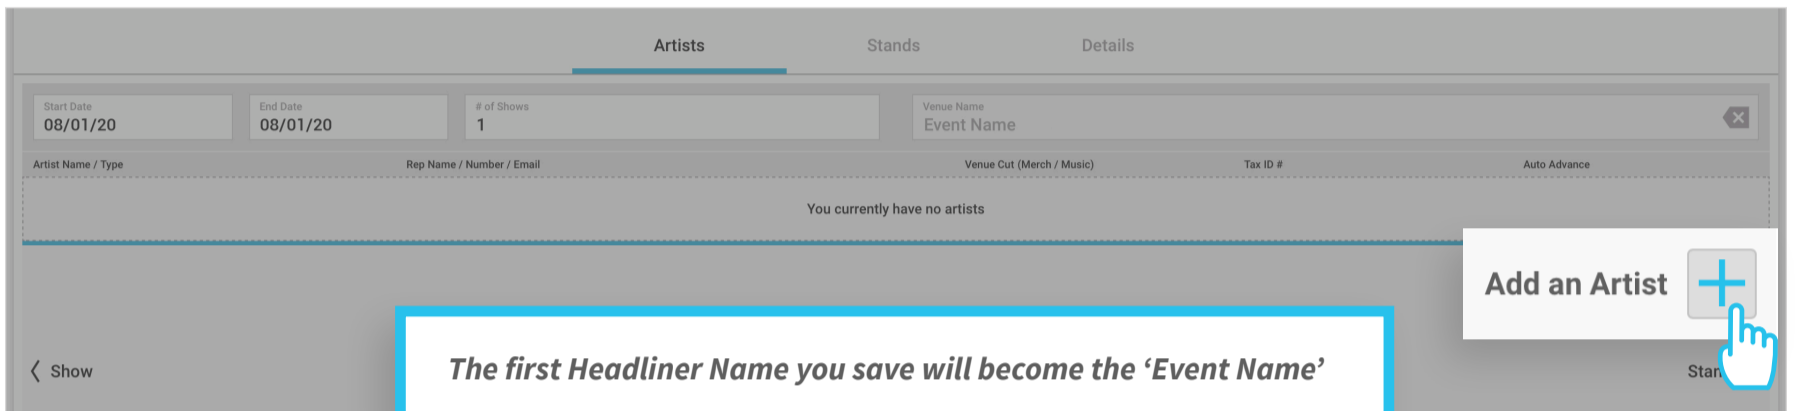 Artists Stands Details
Start Date End Date # of Shows Venue Name
08/01/20 08/01/20 1 Event Name
Artist Name / Type Rep Name / Number / Email Venue Cut (Merch / Music) Tax ID # Auto Advance
You currently have no artists
Add an Artist
The first Headliner Name you save will become the ‘Event Name’
Show